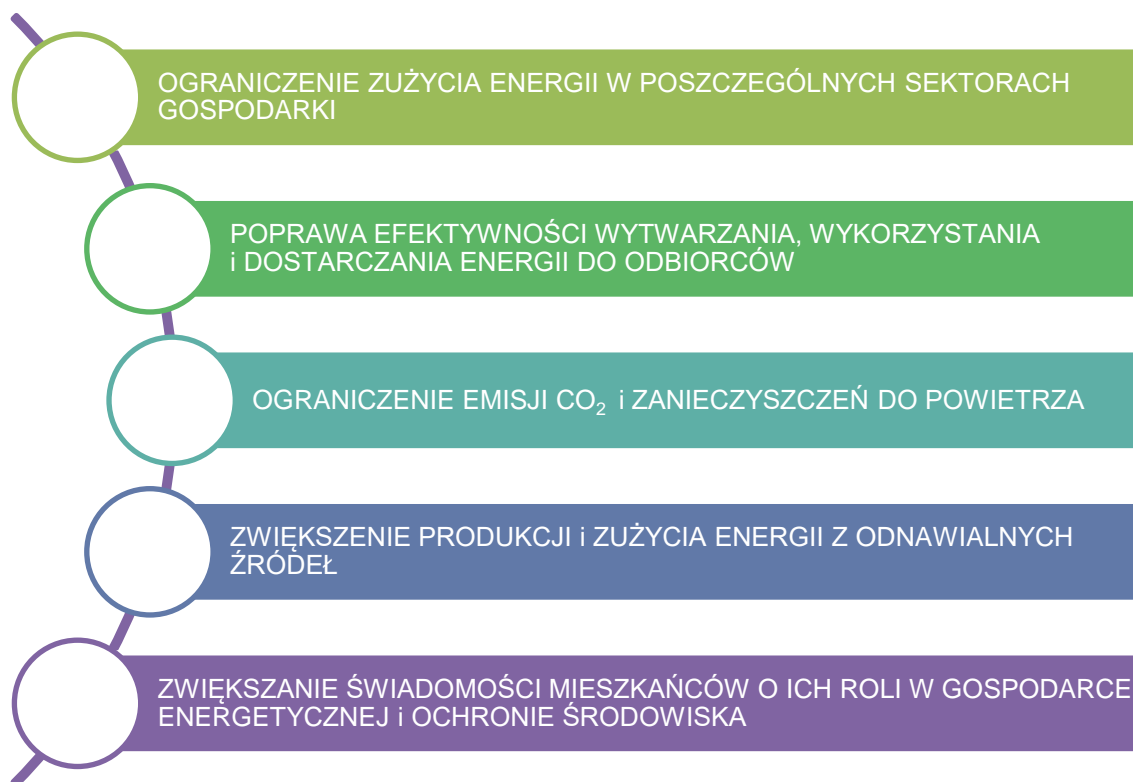 OGRANICZENIE ZUŻYCIA ENERGII W POSZCZEGÓLNYCH SEKTORACH
GOSPODARKI
POPRAWA EFEKTYWNOŚCI WYTWARZANIA, WYKORZYSTANIA
i DOSTARCZANIA ENERGII DO ODBIORCÓW
OGRANICZENIE EMISJI CO₂ i ZANIECZYSZCZEŃ DO POWIETRZA
ZWIĘKSZENIE PRODUKCJI i ZUŻYCIA ENERGII Z ODNAWIALNYCH
ŹRÓDEŁ
ZWIĘKSZANIE ŚWIADOMOŚCI MIESZKAŃCÓW O ICH ROLI W GOSPODARCE
ENERGETYCZNEJ i OCHRONIE ŚRODOWISKA